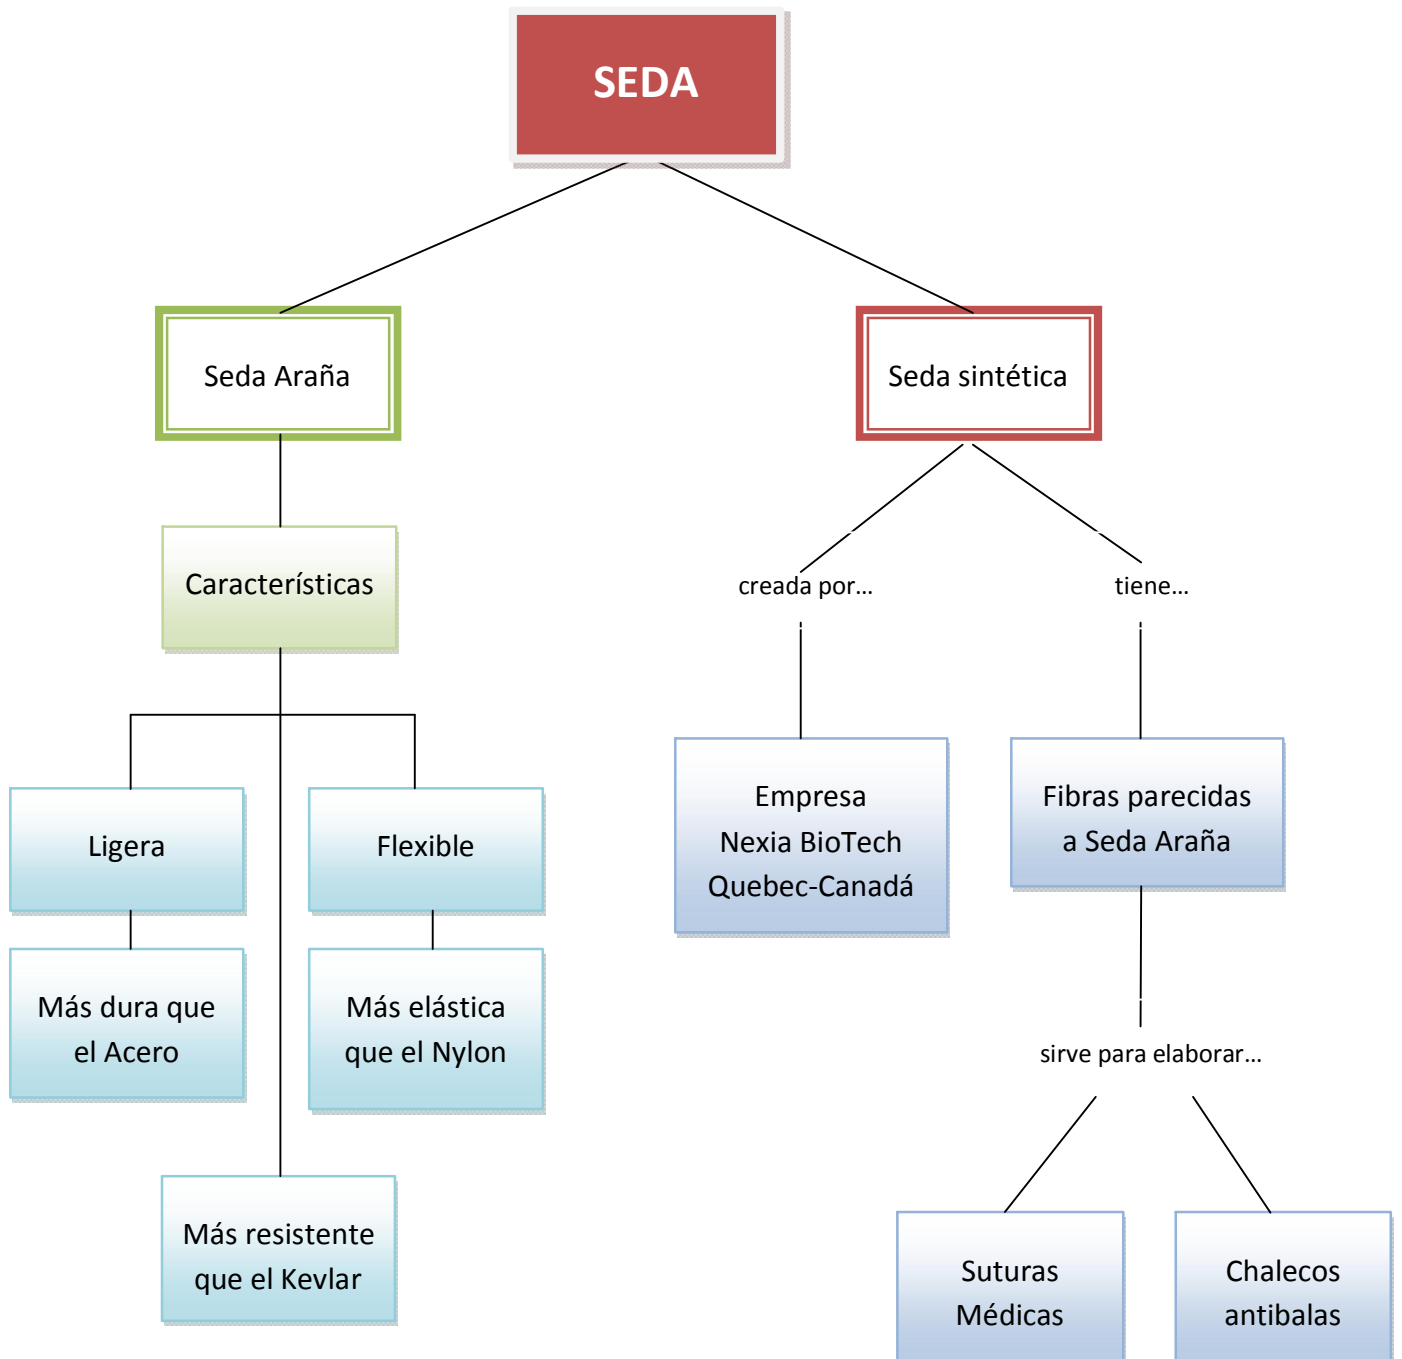 SEDA
Seda Araña
Seda sintética
Característicás
creada por...
tiene...
Empresa
Nexia BioTech
Quebec-Canadá
Fibras parecidas
a Seda Araña
Ligera
Flexible
Más dura que
el Acero
Más elástica
que el Nylon
sirve para elaborar...
Más resistente
que el Kevlar
Suturas
Médicas
Chalecos
antibalas